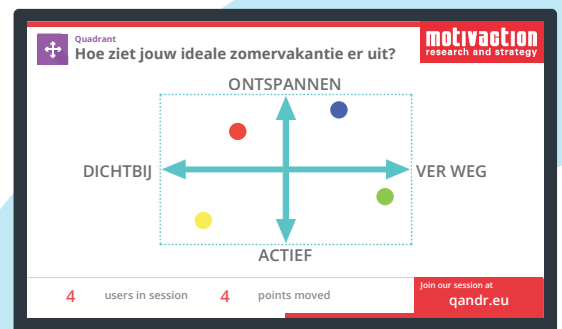 Quadrant
Hoe ziet jouw ideale zomervakantie er uit?
motivaction
research and strategy
ONTSPANNEN
DICHTBIJ
VER WEG
ACTIEF
4 users in session 4 points moved
Join our session at
qandr.eu